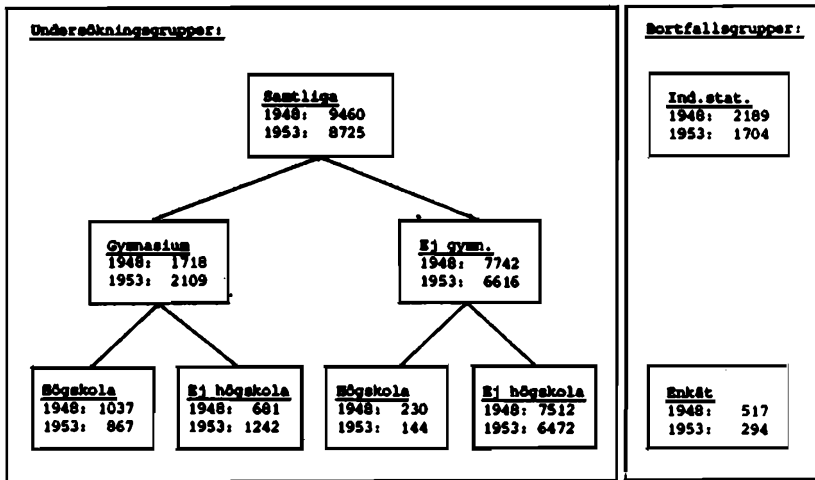 Undersökningsgrupper:
Samtliga
1948: 9460
1953: 8725
Gymnasium
1948: 1718
1953: 2109
Ej gymn.
1948: 7742
1953: 6616
Högskola
1948: 1037
1953: 867
Ej högskola
1948: 681
1953: 1242
Högskola
1948: 230
1953: 144
Ej högskola
1948: 7512
1953: 6472
Bortfallsgrupper:
Ind.stat.
1948: 2189
1953: 1704
Enkät
1948: 517
1953: 294